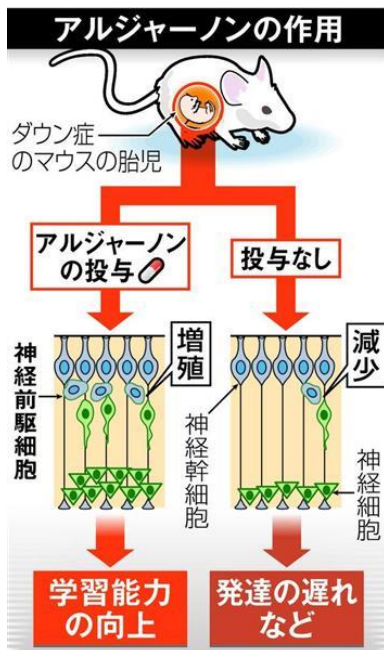 アルジャーノンの作用
ダウン症
のマウスの胎児
アルジャーノン
の投与
投与なし
神経前駆細胞
増殖
神経幹細胞
減少
神経細胞
学習能力
の向上
発達の遅れ
など